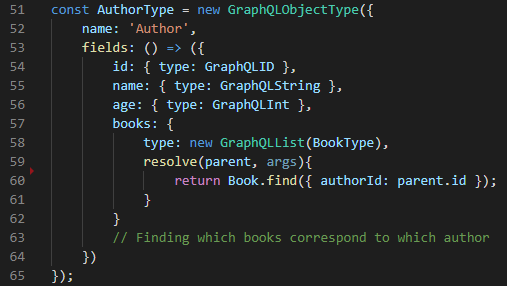 51 const AuthorType = new GraphQLObjectType({
52     name: 'Author',
53     fields: () => ({
54         id: { type: GraphQLID },
55         name: { type: GraphQLString },
56         age: { type: GraphQLInt },
57         books: {
58             type: new GraphQLList(BookType),
59             resolve(parent, args){
60                 return Book.find({ authorId: parent.id });
61             }
62         }
63         // Finding which books correspond to which author
64     })
65 });